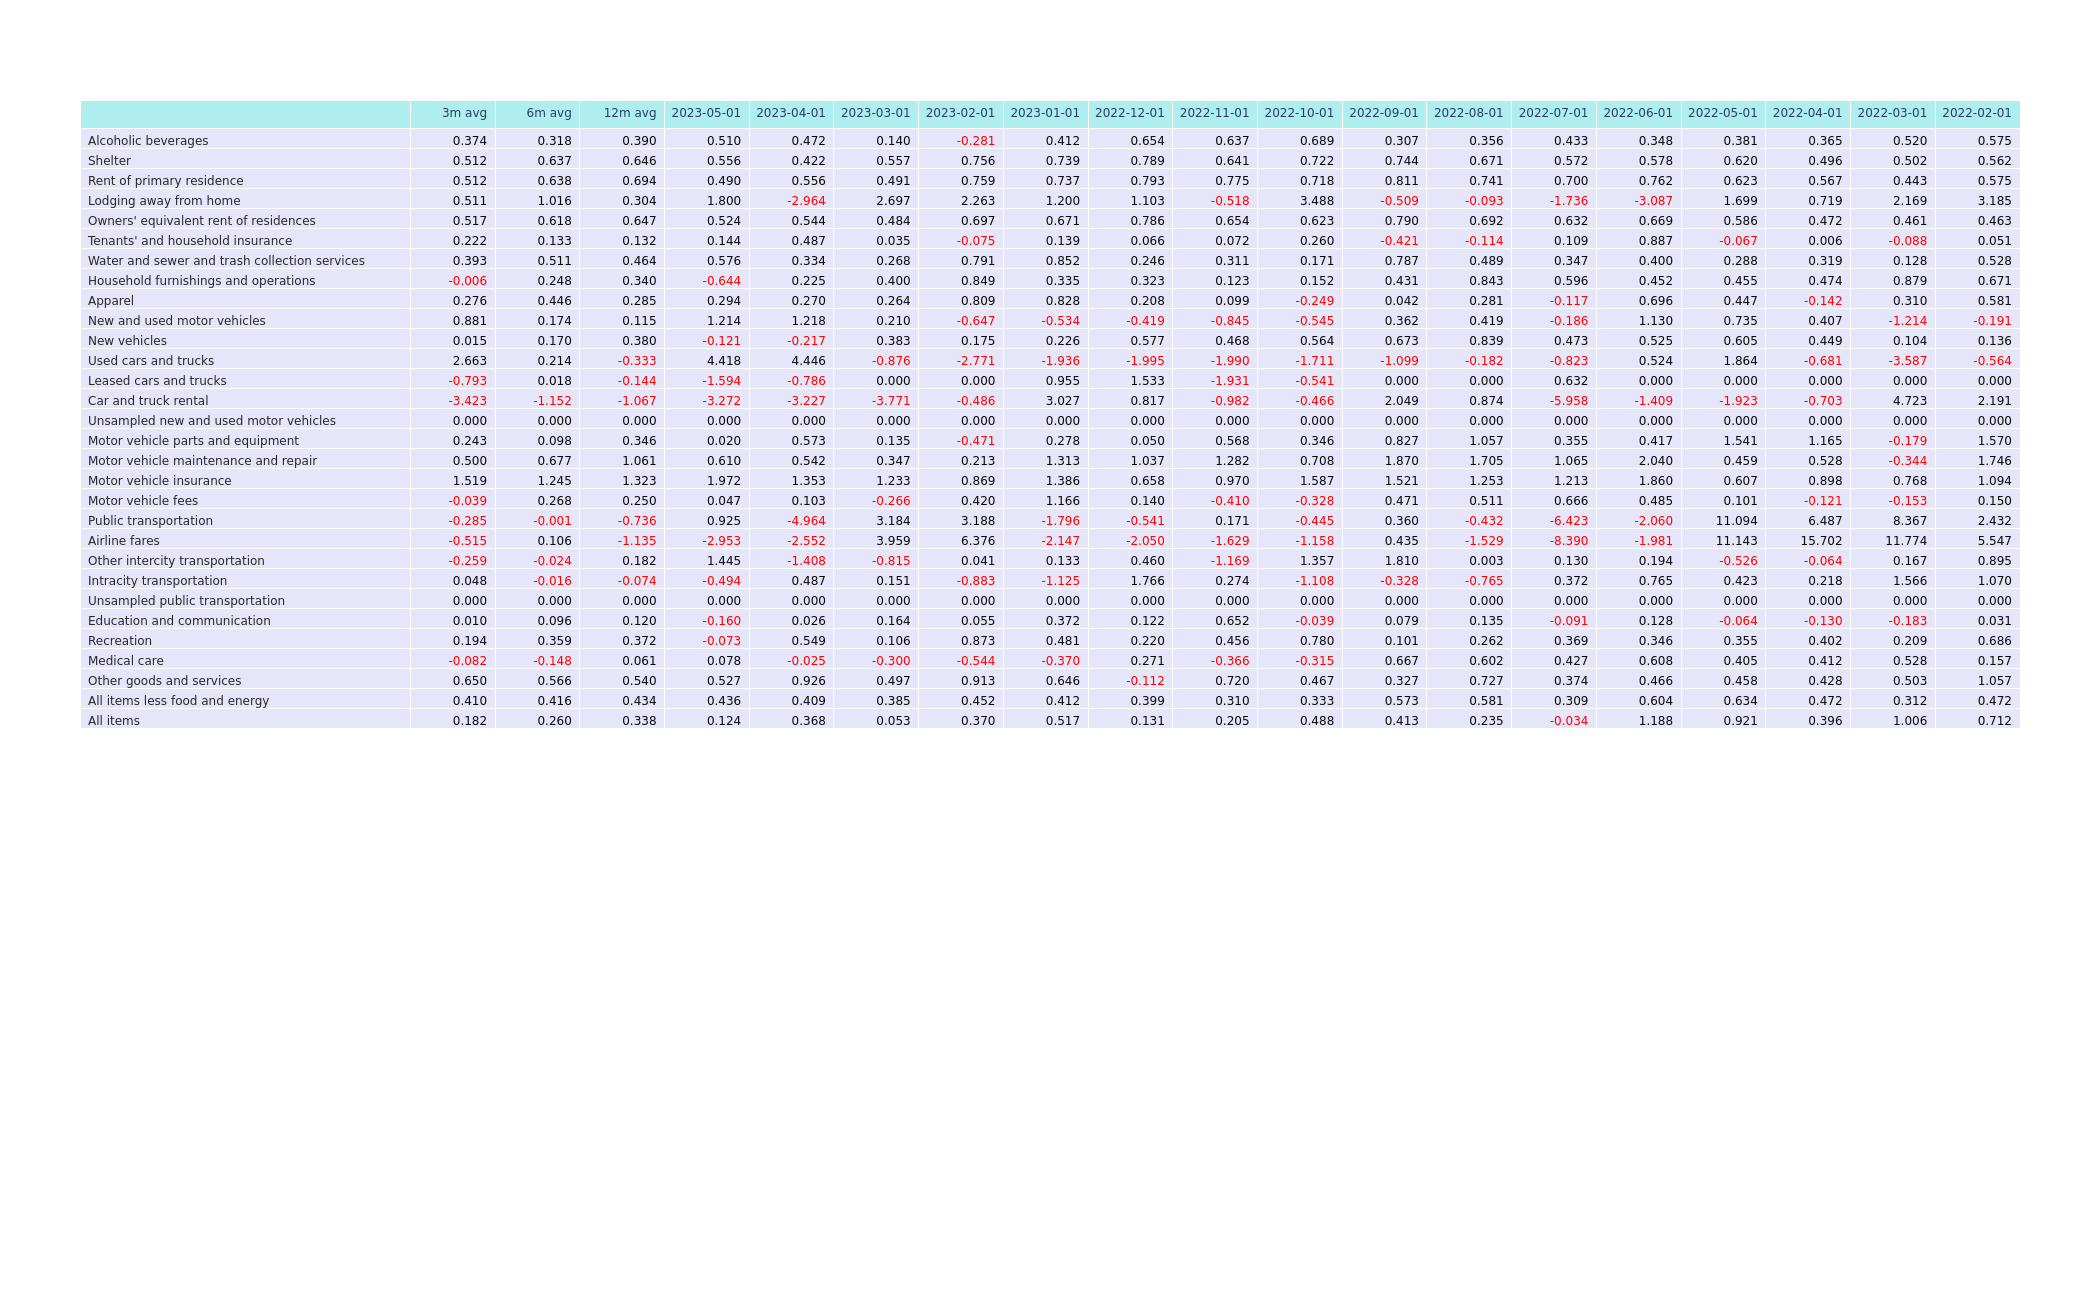 3m avg 6m avg 12m avg 2023-05-01 2023-04-01 2023-03-01 2023-02-01 2023-01-01 2022-12-01 2022-11-01 2022-10-01 2022-09-01 2022-08-01 2022-07-01 2022-06-01 2022-05-01 2022-04-01 2022-03-01 2022-02-01
Alcoholic beverages 0.374 0.318 0.390 0.510 0.472 0.140 -0.281 0.412 0.654 0.637 0.689 0.307 0.356 0.433 0.348 0.381 0.365 0.520 0.575
Shelter 0.512 0.637 0.646 0.556 0.422 0.557 0.756 0.739 0.789 0.641 0.722 0.744 0.671 0.572 0.578 0.620 0.496 0.502 0.562
Rent of primary residence 0.512 0.638 0.694 0.490 0.556 0.491 0.759 0.737 0.793 0.775 0.718 0.811 0.741 0.700 0.762 0.623 0.567 0.443 0.575
Lodging away from home 0.511 1.016 0.304 1.800 -2.964 2.697 2.263 1.200 1.103 -0.518 3.488 -0.509 -0.093 -1.736 -3.087 1.699 0.719 2.169 3.185
Owners' equivalent rent of residences 0.517 0.618 0.647 0.524 0.544 0.484 0.697 0.671 0.786 0.654 0.623 0.790 0.692 0.632 0.669 0.586 0.472 0.461 0.463
Tenants' and household insurance 0.222 0.133 0.132 0.144 0.487 0.035 -0.075 0.139 0.066 0.072 0.260 -0.421 -0.114 0.109 0.887 -0.067 0.006 -0.088 0.051
Water and sewer and trash collection services 0.393 0.511 0.464 0.576 0.334 0.268 0.791 0.852 0.246 0.311 0.171 0.787 0.489 0.347 0.400 0.288 0.319 0.128 0.528
Household furnishings and operations -0.006 0.248 0.340 -0.644 0.225 0.400 0.849 0.335 0.323 0.123 0.152 0.431 0.843 0.596 0.452 0.455 0.474 0.879 0.671
Apparel 0.276 0.446 0.285 0.294 0.270 0.264 0.809 0.828 0.208 0.099 -0.249 0.042 0.281 -0.117 0.696 0.447 -0.142 0.310 0.581
New and used motor vehicles 0.881 0.174 0.115 1.214 1.218 0.210 -0.647 -0.534 -0.419 -0.845 -0.545 0.362 0.419 -0.186 1.130 0.735 0.407 -1.214 -0.191
New vehicles 0.015 0.170 0.380 -0.121 -0.217 0.383 0.175 0.226 0.577 0.468 0.564 0.673 0.839 0.473 0.525 0.605 0.449 0.104 0.136
Used cars and trucks 2.663 0.214 -0.333 4.418 4.446 -0.876 -2.771 -1.936 -1.995 -1.990 -1.711 -1.099 -0.182 -0.823 0.524 1.864 -0.681 -3.587 -0.564
Leased cars and trucks -0.793 0.018 -0.144 -1.594 -0.786 0.000 0.000 0.955 1.533 -1.931 -0.541 0.000 0.000 0.632 0.000 0.000 0.000 0.000 0.000
Car and truck rental -3.423 -1.152 -1.067 -3.272 -3.227 -3.771 -0.486 3.027 0.817 -0.982 -0.466 2.049 0.874 -5.958 -1.409 -1.923 -0.703 4.723 2.191
Unsampled new and used motor vehicles 0.000 0.000 0.000 0.000 0.000 0.000 0.000 0.000 0.000 0.000 0.000 0.000 0.000 0.000 0.000 0.000 0.000 0.000 0.000
Motor vehicle parts and equipment 0.243 0.098 0.346 0.020 0.573 0.135 -0.471 0.278 0.050 0.568 0.346 0.827 1.057 0.355 0.417 1.541 1.165 -0.179 1.570
Motor vehicle maintenance and repair 0.500 0.677 1.061 0.610 0.542 0.347 0.213 1.313 1.037 1.282 0.708 1.870 1.705 1.065 2.040 0.459 0.528 -0.344 1.746
Motor vehicle insurance 1.519 1.245 1.323 1.972 1.353 1.233 0.869 1.386 0.658 0.970 1.587 1.521 1.253 1.213 1.860 0.607 0.898 0.768 1.094
Motor vehicle fees -0.039 0.268 0.250 0.047 0.103 -0.266 0.420 1.166 0.140 -0.410 -0.328 0.471 0.511 0.666 0.485 0.101 -0.121 -0.153 0.150
Public transportation -0.285 -0.001 -0.736 0.925 -4.964 3.184 3.188 -1.796 -0.541 0.171 -0.445 0.360 -0.432 -6.423 -2.060 11.094 6.487 8.367 2.432
Airline fares -0.515 0.106 -1.135 -2.953 -2.552 3.959 6.376 -2.147 -2.050 -1.629 -1.158 0.435 -1.529 -8.390 -1.981 11.143 15.702 11.774 5.547
Other intercity transportation -0.259 -0.024 0.182 1.445 -1.408 -0.815 0.041 0.133 0.460 -1.169 1.357 1.810 0.003 0.130 0.194 -0.526 -0.064 0.167 0.895
Intracity transportation 0.048 -0.016 -0.074 -0.494 0.487 0.151 -0.883 -1.125 1.766 0.274 -1.108 -0.328 -0.765 0.372 0.765 0.423 0.218 1.566 1.070
Unsampled public transportation 0.000 0.000 0.000 0.000 0.000 0.000 0.000 0.000 0.000 0.000 0.000 0.000 0.000 0.000 0.000 0.000 0.000 0.000 0.000
Education and communication 0.010 0.096 0.120 -0.160 0.026 0.164 0.055 0.372 0.122 0.652 -0.039 0.079 0.135 -0.091 0.128 -0.064 -0.130 -0.183 0.031
Recreation 0.194 0.359 0.372 -0.073 0.549 0.106 0.873 0.481 0.220 0.456 0.780 0.101 0.262 0.369 0.346 0.355 0.402 0.209 0.686
Medical care -0.082 -0.148 0.061 0.078 -0.025 -0.300 -0.544 -0.370 0.271 -0.366 -0.315 0.667 0.602 0.427 0.608 0.405 0.412 0.528 0.157
Other goods and services 0.650 0.566 0.540 0.527 0.926 0.497 0.913 0.646 -0.112 0.720 0.467 0.327 0.727 0.374 0.466 0.458 0.428 0.503 1.057
All items less food and energy 0.410 0.416 0.434 0.436 0.409 0.385 0.452 0.412 0.399 0.310 0.333 0.573 0.581 0.309 0.604 0.634 0.472 0.312 0.472
All items 0.182 0.260 0.338 0.124 0.368 0.053 0.370 0.517 0.131 0.205 0.488 0.413 0.235 -0.034 1.188 0.921 0.396 1.006 0.712